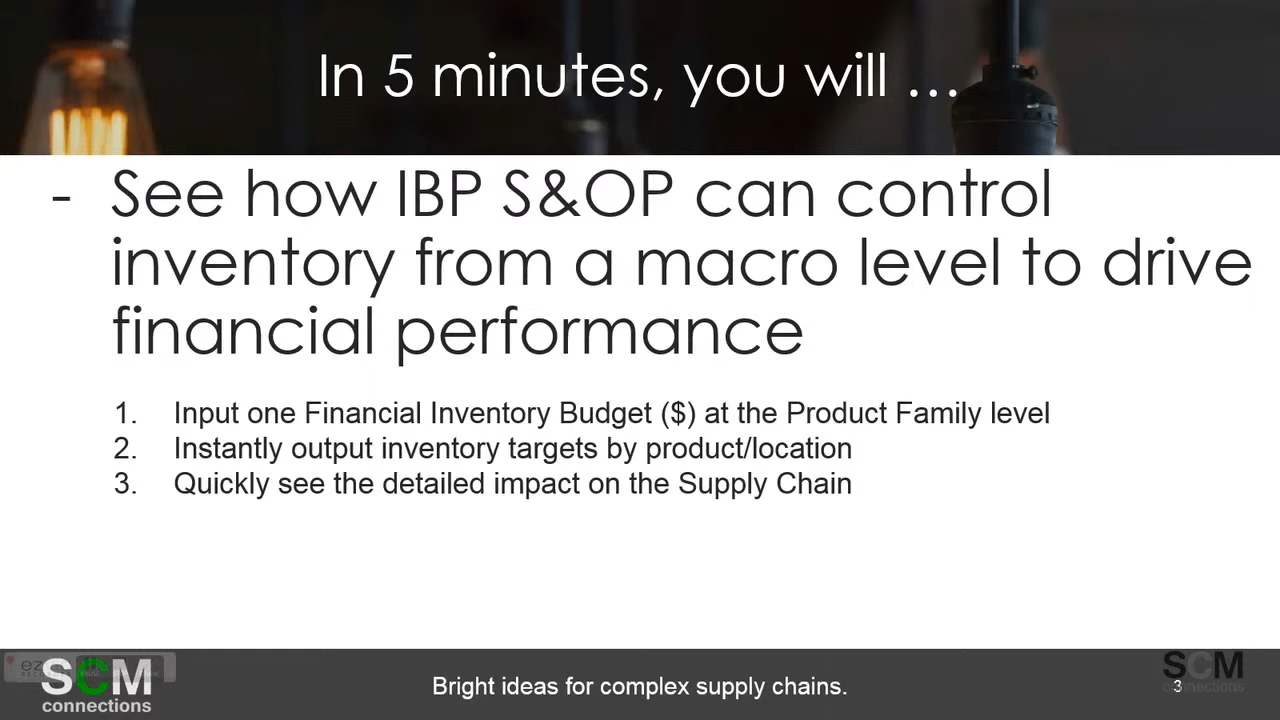 In 5 minutes, you will …
- See how IBP S&OP can control
inventory from a macro level to drive
financial performance
1. Input one Financial Inventory Budget ($) at the Product Family level
2. Instantly output inventory targets by product/location
3. Quickly see the detailed impact on the Supply Chain
SCM
connections
Bright ideas for complex supply chains.
SCM
connections
3